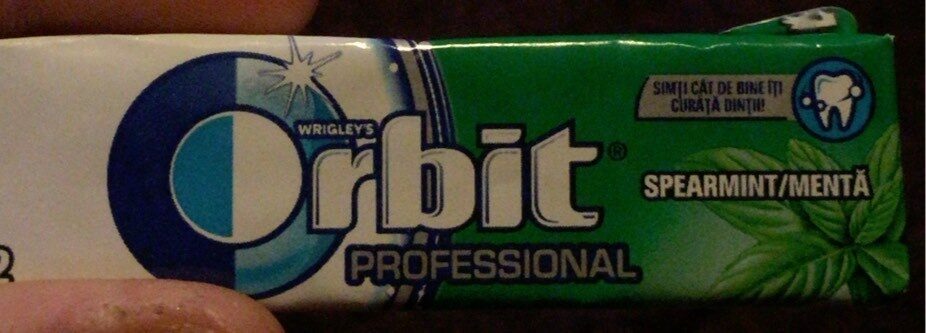 WRIGLEY'S
Orbit®
PROFESSIONAL
SIMȚI CÂT DE BINE ÎȚI
CURĂȚĂ DINȚII!
SPEARMINT/MENTĂ